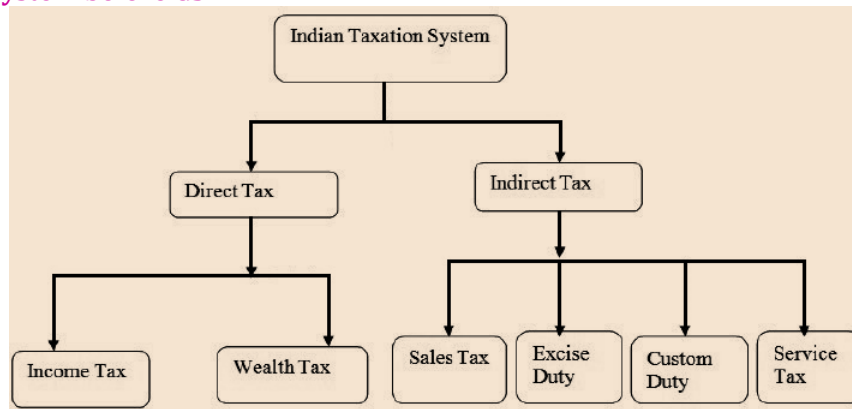 Indian Taxation System
Direct Tax
Indirect Tax
Income Tax
Wealth Tax
Sales Tax
Excise
Duty
Custom
Duty
Service
Tax